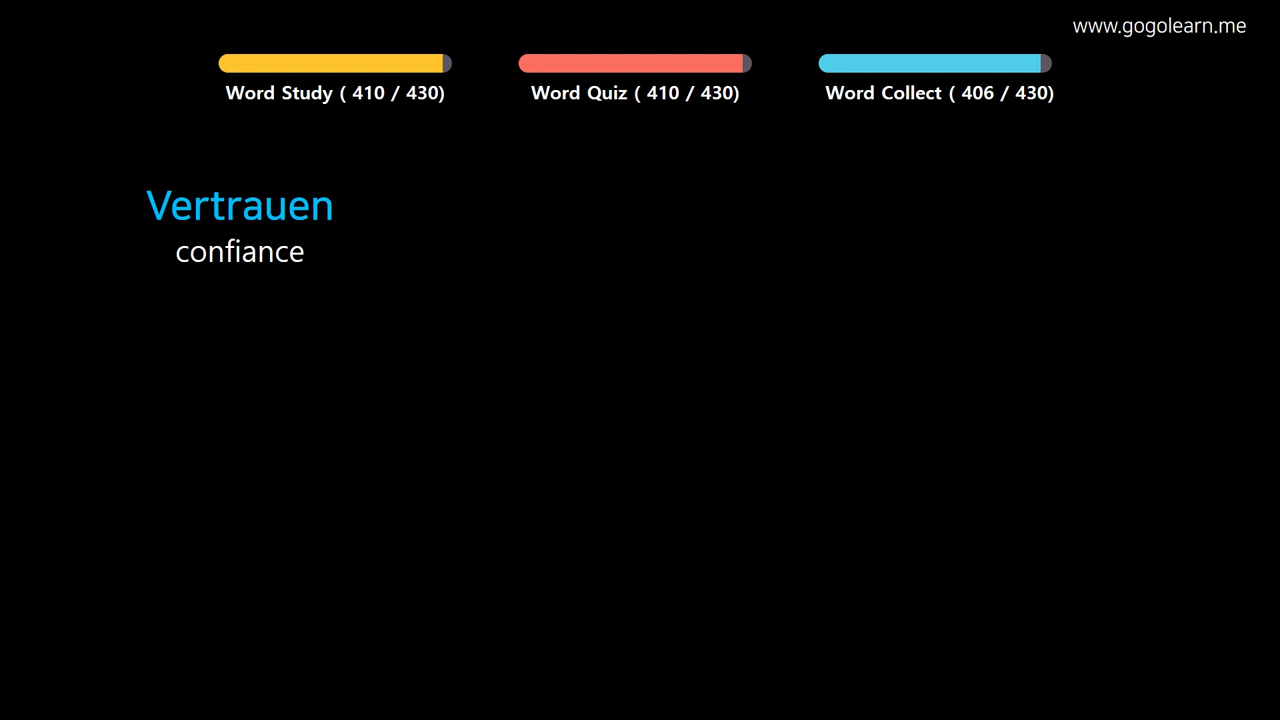 www.gogolearn.me
Word Study ( 410 / 430)
Word Quiz ( 410 / 430)
Word Collect ( 406 / 430)
Vertrauen
confiance